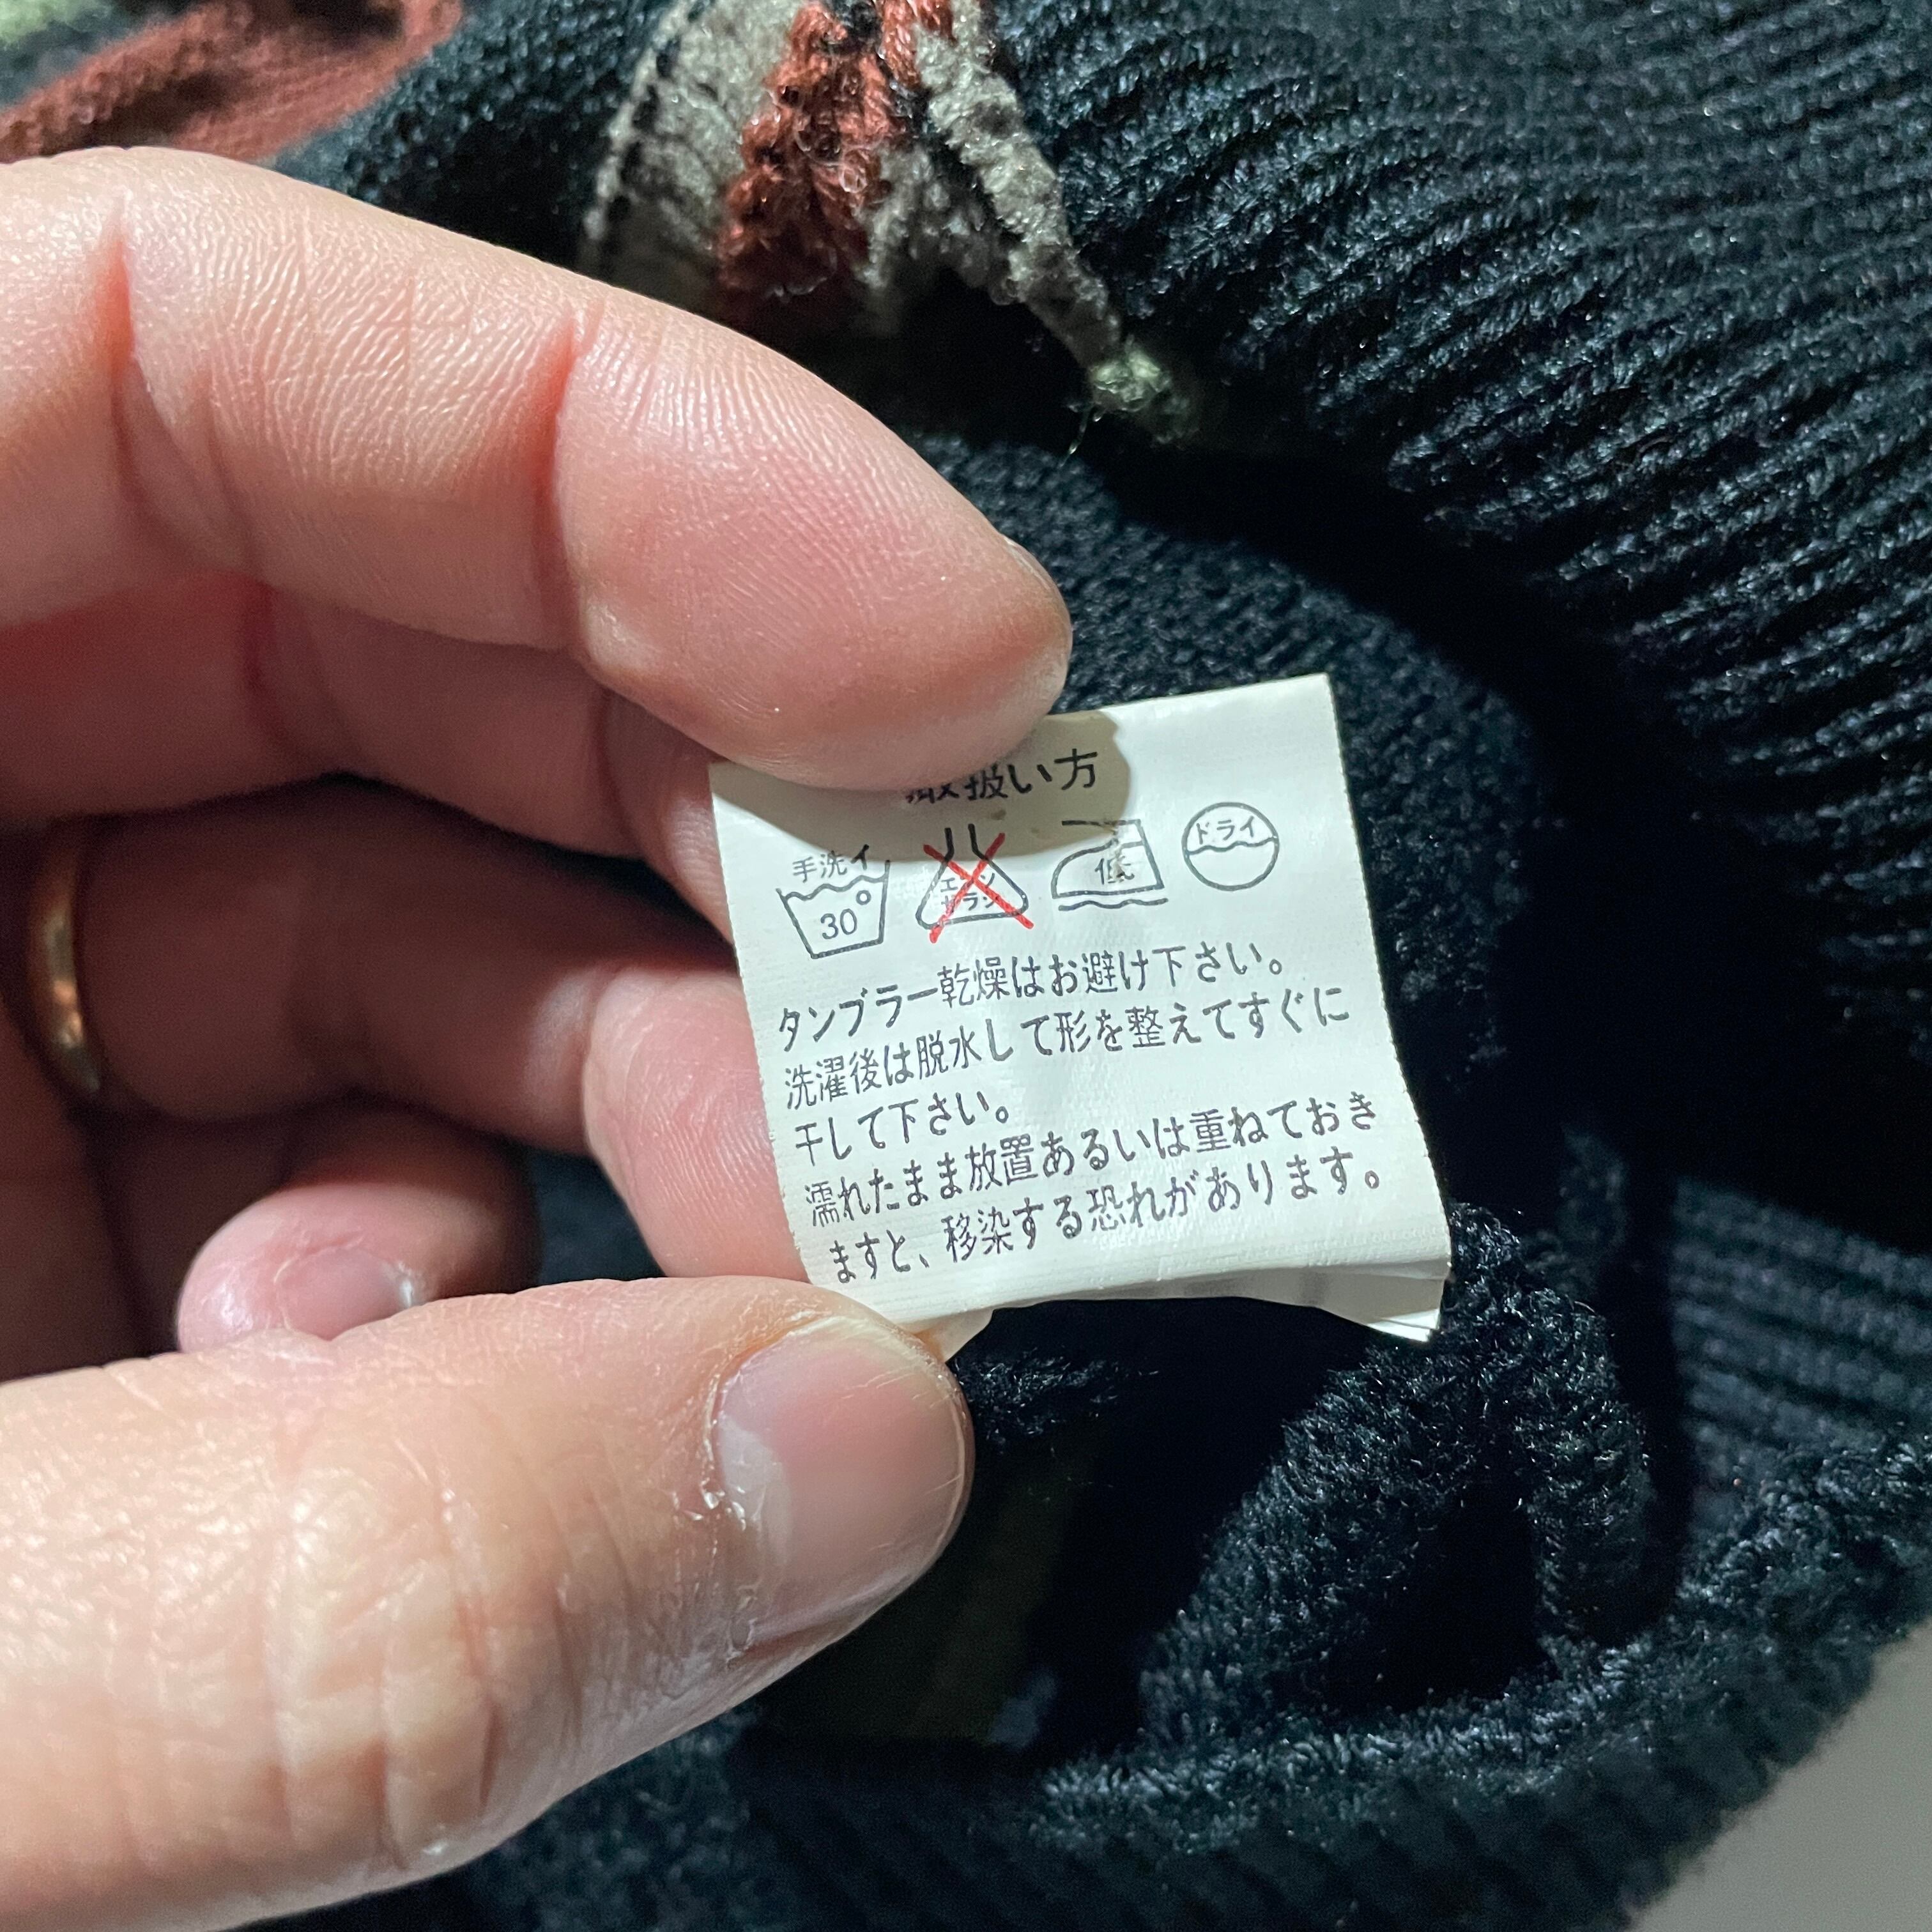 取扱い方
手洗イ
30°
エンソ
サラシ
低
ドライ
タンブラー乾燥はお避け下さい。
洗濯後は脱水して形を整えてすぐに
干して下さい。
濡れたまま放置あるいは重ねておき
ますと、移染する恐れがあります。